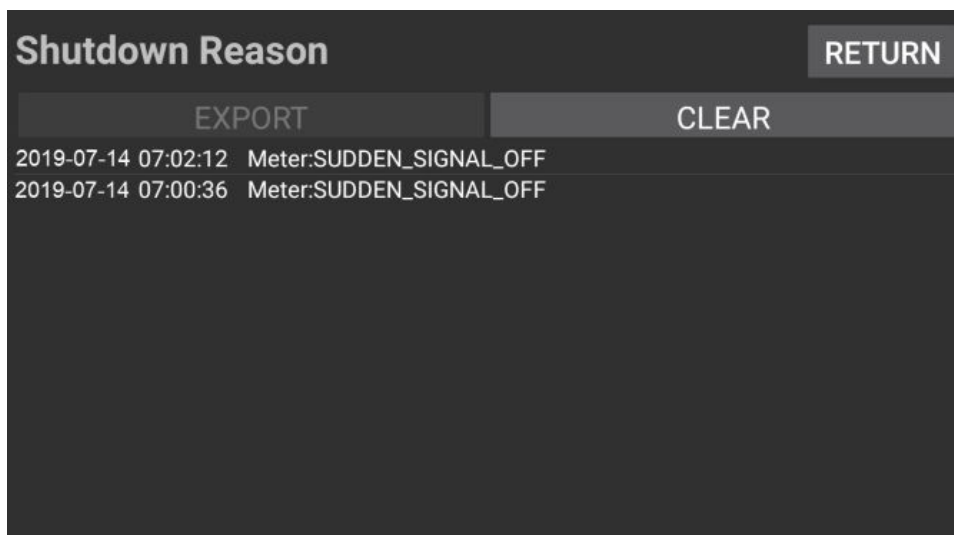 Shutdown Reason
RETURN
EXPORT
CLEAR
2019-07-14 07:02:12 Meter:SUDDEN_SIGNAL_OFF
2019-07-14 07:00:36 Meter:SUDDEN_SIGNAL_OFF